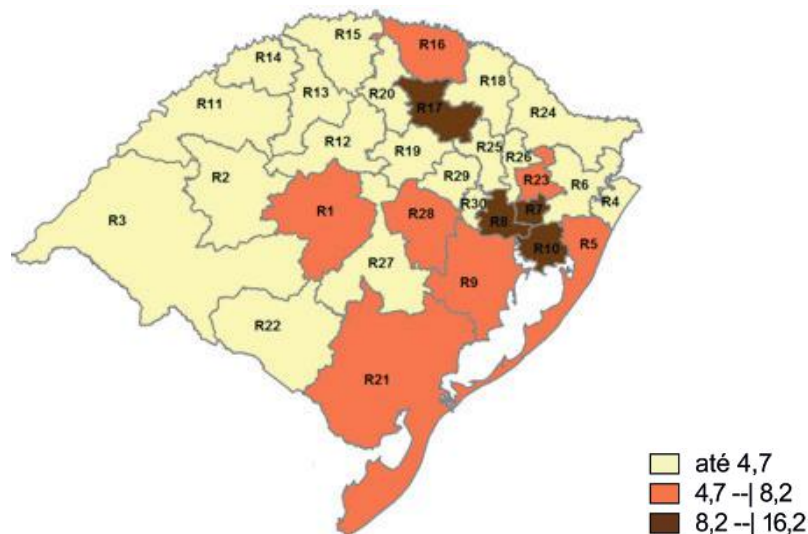 R15
R16
R14
R13
R20
R18
R11
R17
R24
R12
R19
R25
R26
R2
R29
R23
R6
R3
R1
R28
R30
R7
R4
R8
R5
R10
R27
R9
R22
R21
até 4,7
4,7 --| 8,2
8,2 --| 16,2